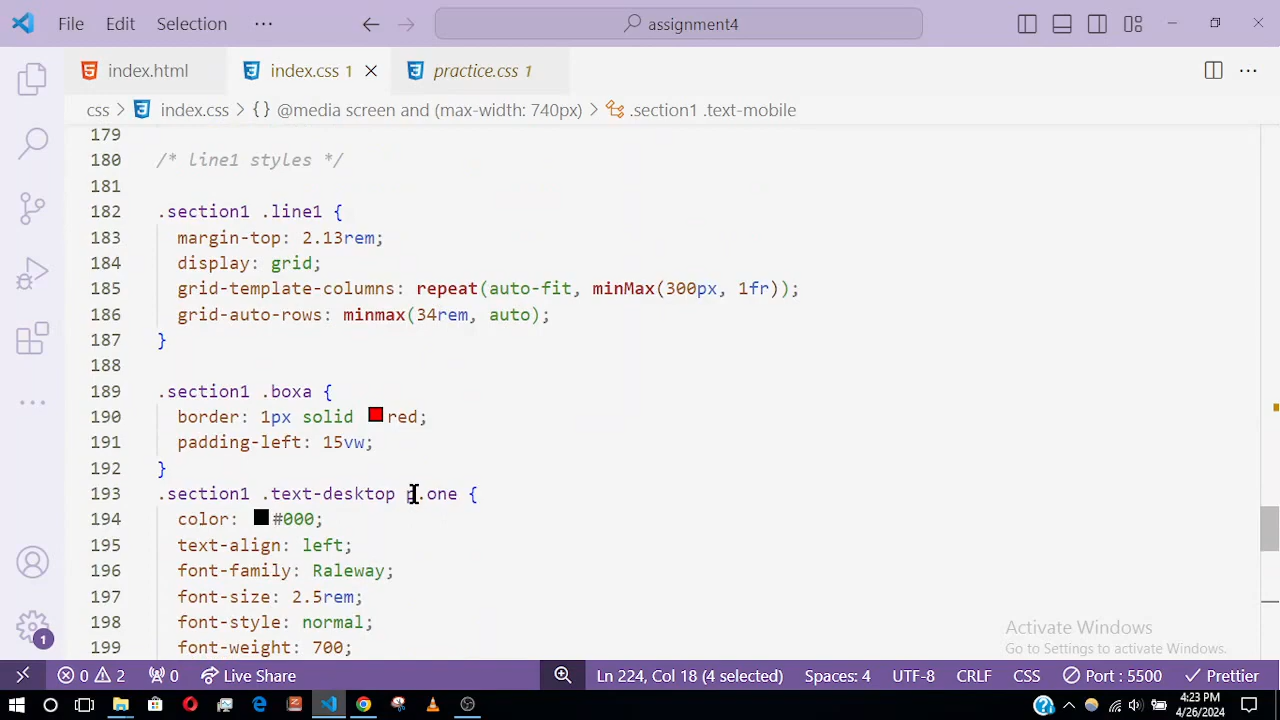 File Edit Selection ··· assignment4
index.html index.css 1 practice.css 1
css > index.css > {} @media screen and (max-width: 740px) > .section1 .text-mobile
179
180 /* line1 styles */
181
182 .section1 .line1 {
183 margin-top: 2.13rem;
184 display: grid;
185 grid-template-columns: repeat(auto-fit, minMax(300px, 1fr));
186 grid-auto-rows: minmax(34rem, auto);
187 }
188
189 .section1 .boxa {
190 border: 1px solid red;
191 padding-left: 15vw;
192 }
193 .section1 .text-desktop p.one {
194 color: #000;
195 text-align: left;
196 font-family: Raleway;
197 font-size: 2.5rem;
198 font-style: normal;
199 font-weight: 700;
Activate Windows
Go to Settings to activate Windows.
1
0 2 0 Live Share Ln 224, Col 18 (4 selected) Spaces: 4 UTF-8 CRLF CSS Port : 5500 Prettier
4:23 PM
4/26/2024